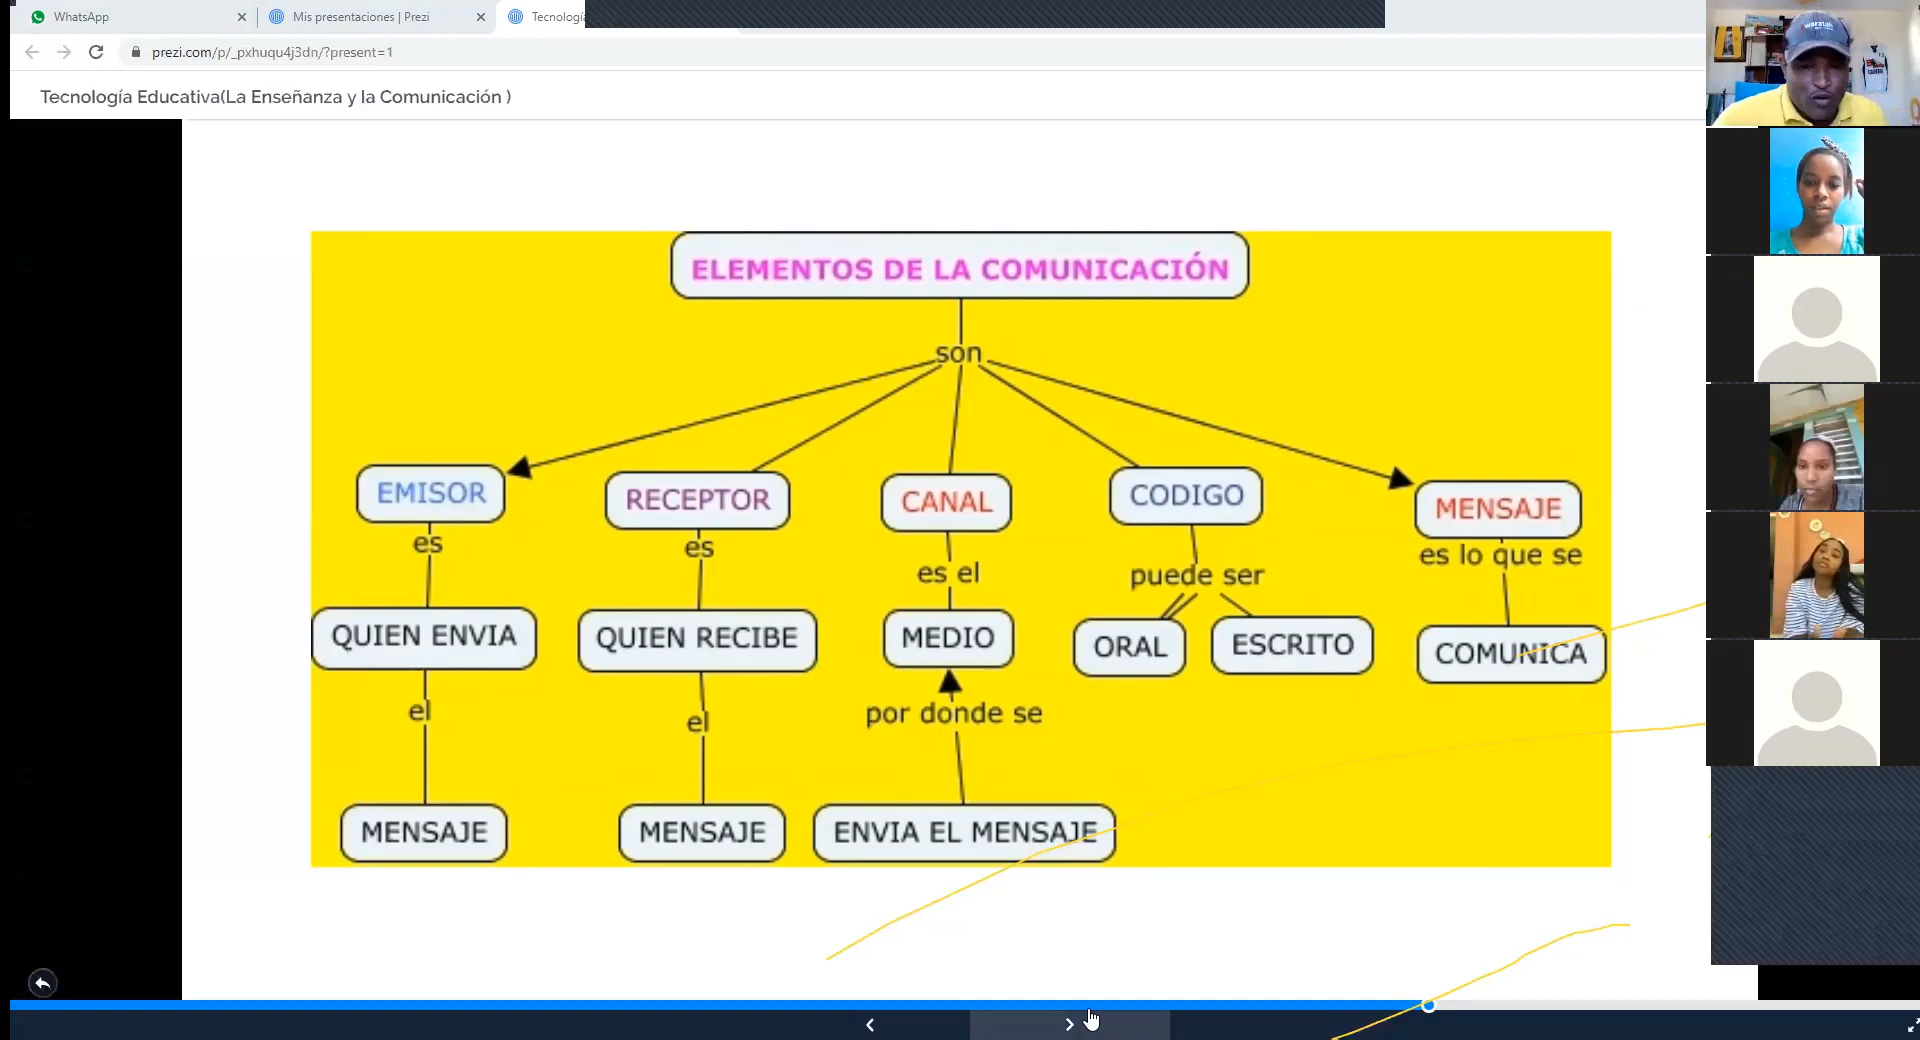 WhatsApp
Mis presentaciones | Prezi
Tecnología
prezi.com/p/_pxhuqu4j3dn/?present=1
Tecnología Educativa(La Enseñanza y la Comunicación )
ELEMENTOS DE LA COMUNICACIÓN
son
EMISOR RECEPTOR CANAL CODIGO MENSAJE
es es es el puede ser es lo que se
QUIEN ENVIA QUIEN RECIBE MEDIO ORAL ESCRITO COMUNICA
el el por donde se
MENSAJE MENSAJE ENVIA EL MENSAJE